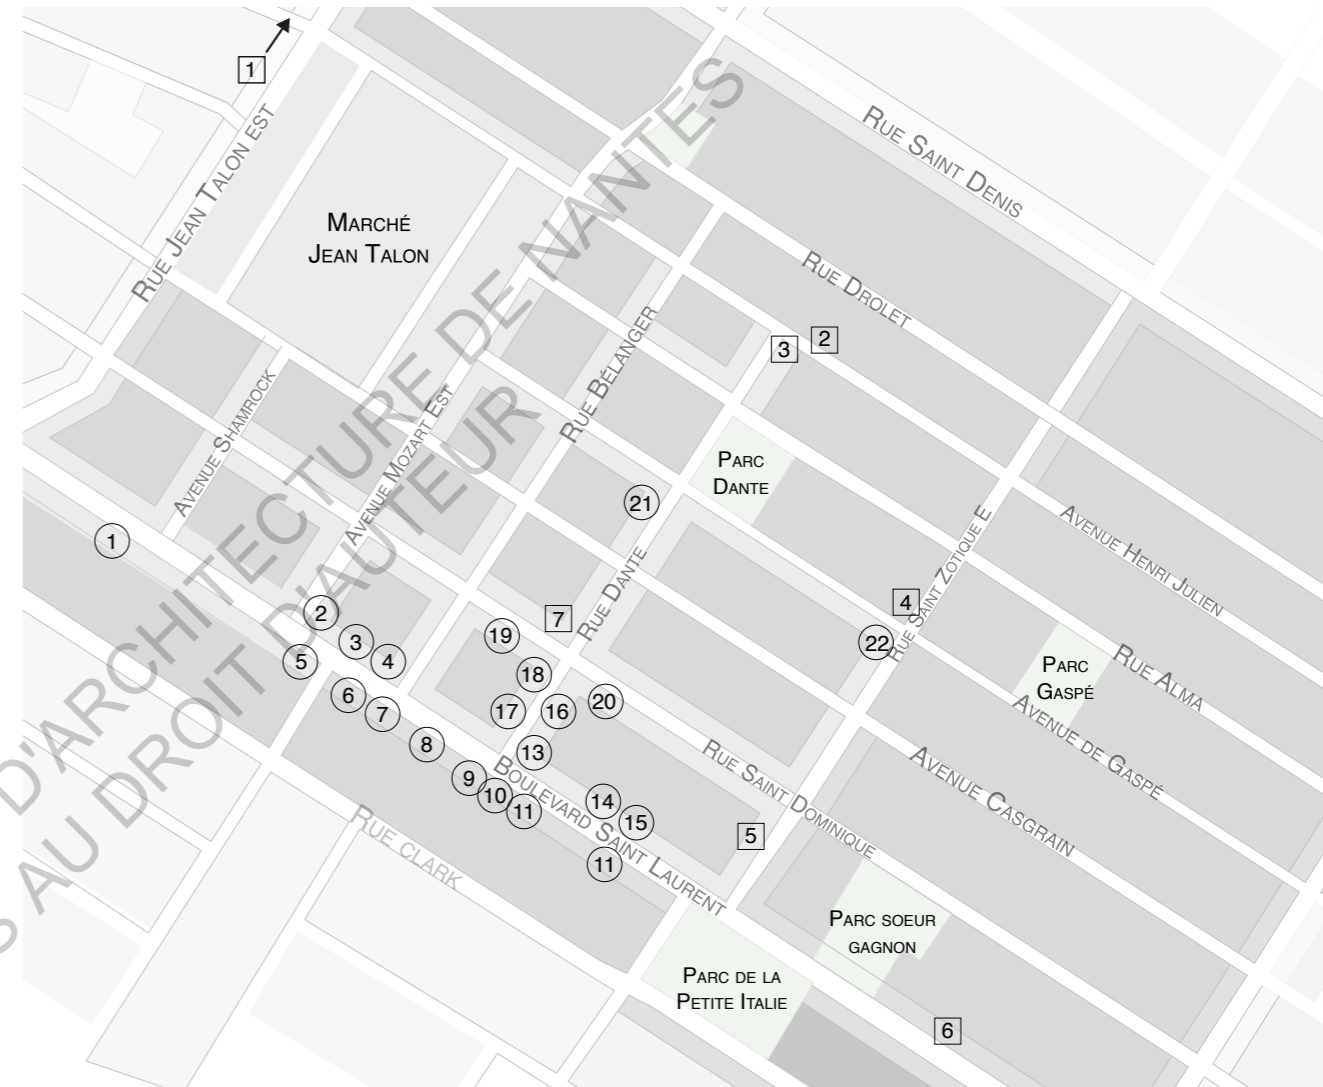 1
RUE JEAN TALON EST
MARCHÉ
JEAN TALON
RUE SAINT DENIS
RUE DROLET
3
2
RUE BÉLANGER
AVENUE SHAMROCK
AVENUE MOZART EST
PARC
DANTE
21
RUE DANTE
RUE SAINT ZOTIQUE E
AVENUE HENRI JULIEN
1
2
3
4
5
6
7
8
9
10
11
19
7
18
17
16
20
13
14
15
11
4
22
PARC
GASPÉ
RUE ALMA
AVENUE DE GASPÉ
AVENUE CASGRAIN
RUE SAINT DOMINIQUE
BOULEVARD SAINT LAURENT
RUE CLARK
5
PARC SOEUR
GAGNON
PARC DE LA
PETITE ITALIE
6
D'ARCHITECTURE DE NANTES
AU DROIT D'AUTEUR